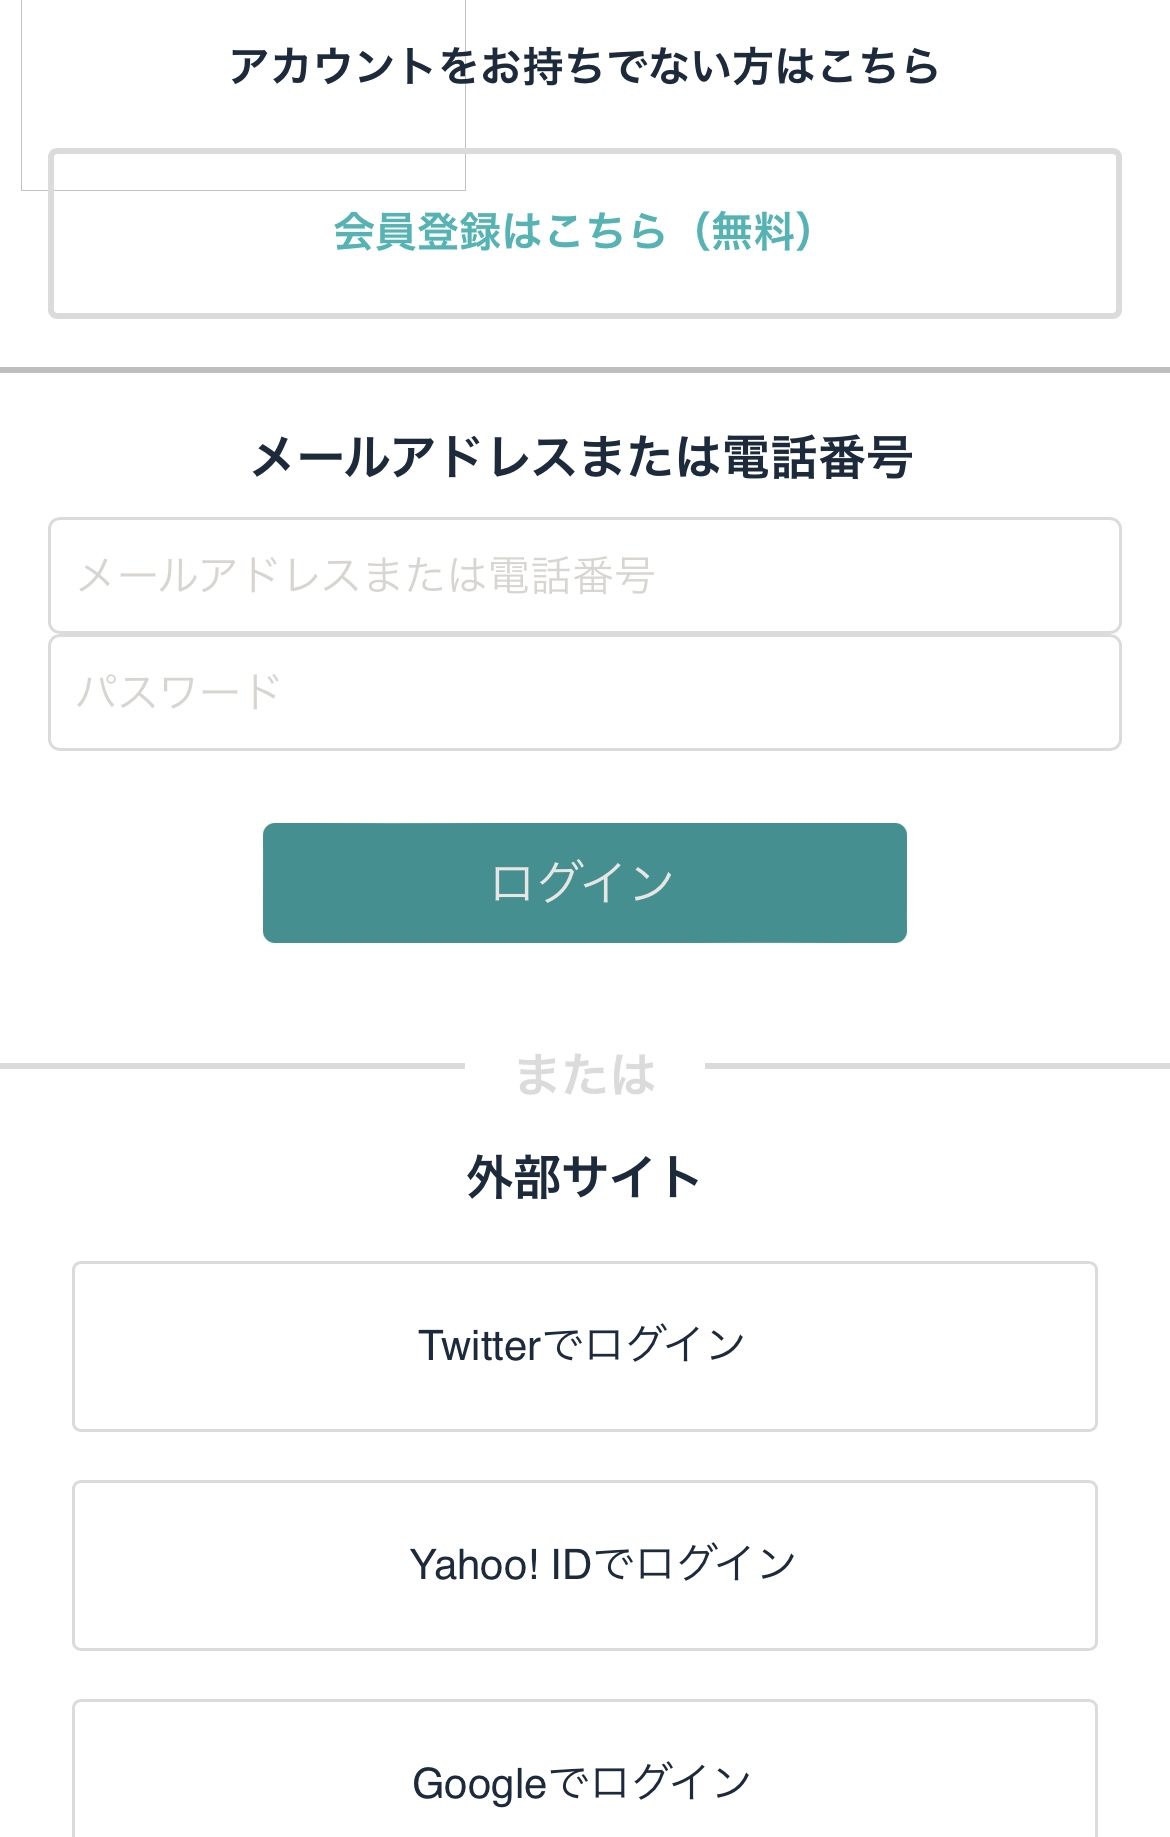 アカウントをお持ちでない方はこちら
会員登録はこちら（無料）
メールアドレスまたは電話番号
メールアドレスまたは電話番号
パスワード
ログイン
または
外部サイト
Twitterでログイン
Yahoo! IDでログイン
Googleでログイン